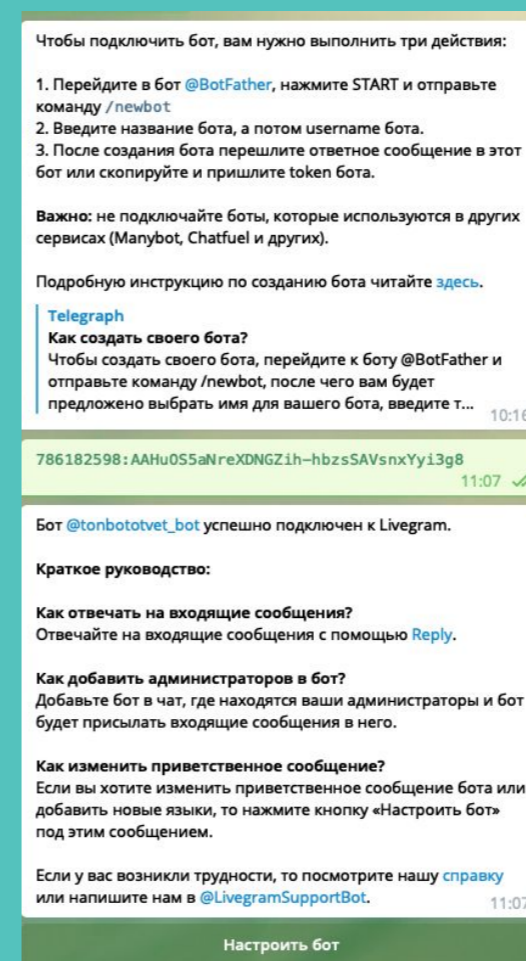 Чтобы подключить бот, вам нужно выполнить три действия:
1. Перейдите в бот @BotFather, нажмите START и отправьте
команду /newbot
2. Введите название бота, а потом username бота.
3. После создания бота перешлите ответное сообщение в этот
бот или скопируйте и пришлите token бота.
Важно: не подключайте боты, которые используются в других
сервисах (Manybot, Chatfuel и других).
Подробную инструкцию по созданию бота читайте здесь.
Telegraph
Как создать своего бота?
Чтобы создать своего бота, перейдите к боту @BotFather и
отправьте команду /newbot, после чего вам будет
предложено выбрать имя для вашего бота, введите т...
10:16
786182598:AAHuOS5aNreXDNGZih-hbzsSAVsnxYyi3g8
11:07
Бот @tonbototvet_bot успешно подключен к Livegram.
Краткое руководство:
Как отвечать на входящие сообщения?
Отвечайте на входящие сообщения с помощью Reply.
Как добавить администраторов в бот?
Добавьте бот в чат, где находятся ваши администраторы и бот
будет присылать входящие сообщения в него.
Как изменить приветственное сообщение?
Если вы хотите изменить приветственное сообщение бота или
добавить новые языки, то нажмите кнопку «Настроить бот»
под этим сообщением.
Если у вас возникли трудности, то посмотрите нашу справку
или напишите нам в @LivegramSupportBot.
11:07
Настроить бот